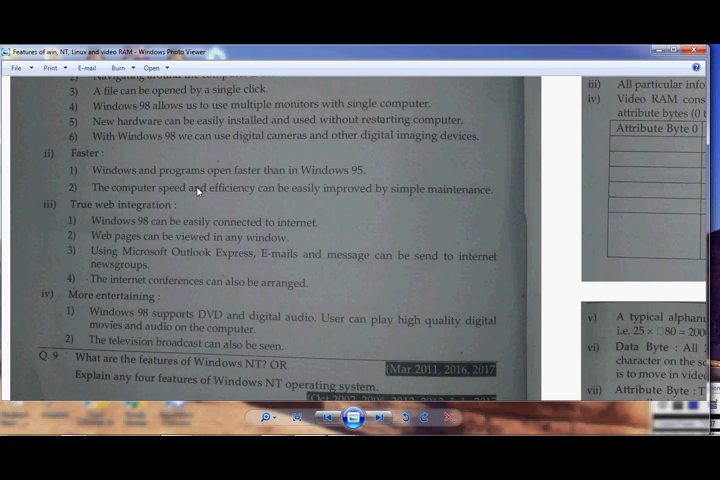 Features of win, NT, Linux and video RAM - Windows Photo Viewer
File Print E-mail Burn Open
3) A file can be opened by a single click.
4) Windows 98 allows us to use multiple monitors with single computer.
5) New hardware can be easily installed and used without restarting computer.
6) With Windows 98 we can use digital cameras and other digital imaging devices.
ii) Faster :
1) Windows and programs open faster than in Windows 95.
2) The computer speed and efficiency can be easily improved by simple maintenance.
iii) True web integration :
1) Windows 98 can be easily connected to internet.
2) Web pages can be viewed in any window.
3) Using Microsoft Outlook Express, E-mails and message can be send to internet
newsgroups.
4) The internet conferences can also be arranged.
iv) More entertaining :
1) Windows 98 supports DVD and digital audio. User can play high quality digital
movies and audio on the computer.
2) The television broadcast can also be seen.
Q. 9 What are the features of Windows NT? OR (Mar 2011, 2016, 2017
Explain any four features of Windows NT operating system.
iii) All particular info
iv) Video RAM cons
attribute bytes (0 t
Attribute Byte 0
v) A typical alphan
i.e. 25 × □80 = 200
vi) Data Byte : All
character on the sc
is to move in video
vii) Attribute Byte : T